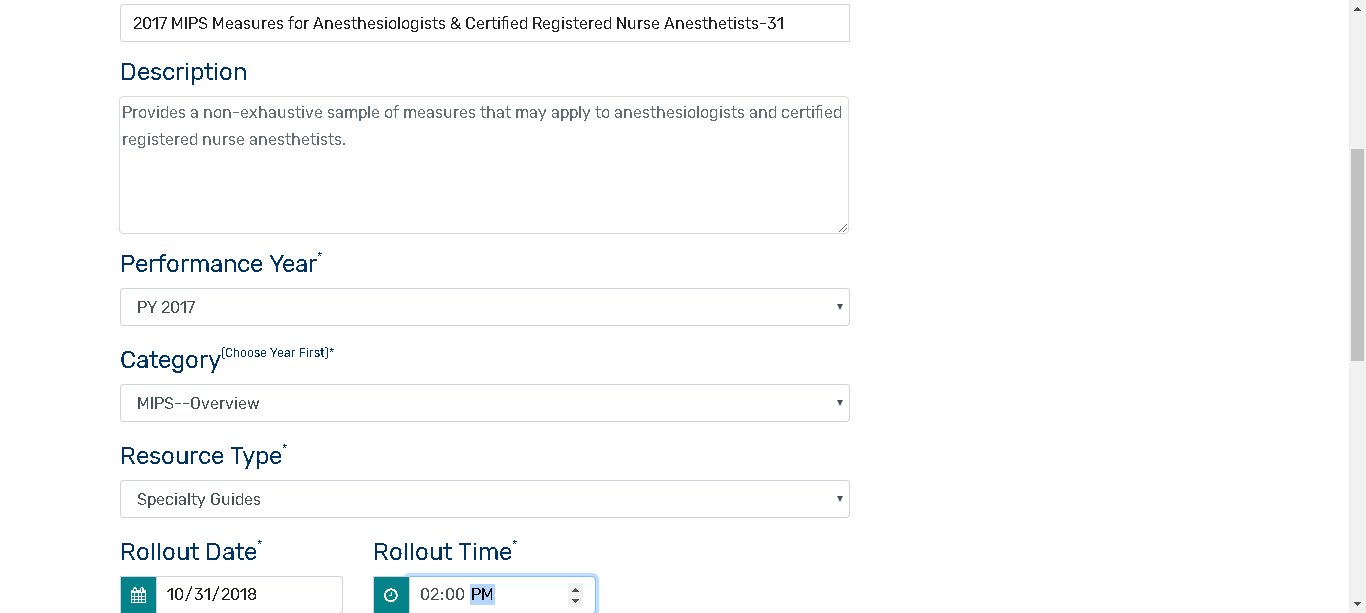 2017 MIPS Measures for Anesthesiologists & Certified Registered Nurse Anesthetists-31
Description
Provides a non-exhaustive sample of measures that may apply to anesthesiologists and certified
registered nurse anesthetists.
Performance Year*
PY 2017
Category(Choose Year First)*
MIPS--Overview
Resource Type*
Specialty Guides
Rollout Date* Rollout Time*
10/31/2018 02:00 PM